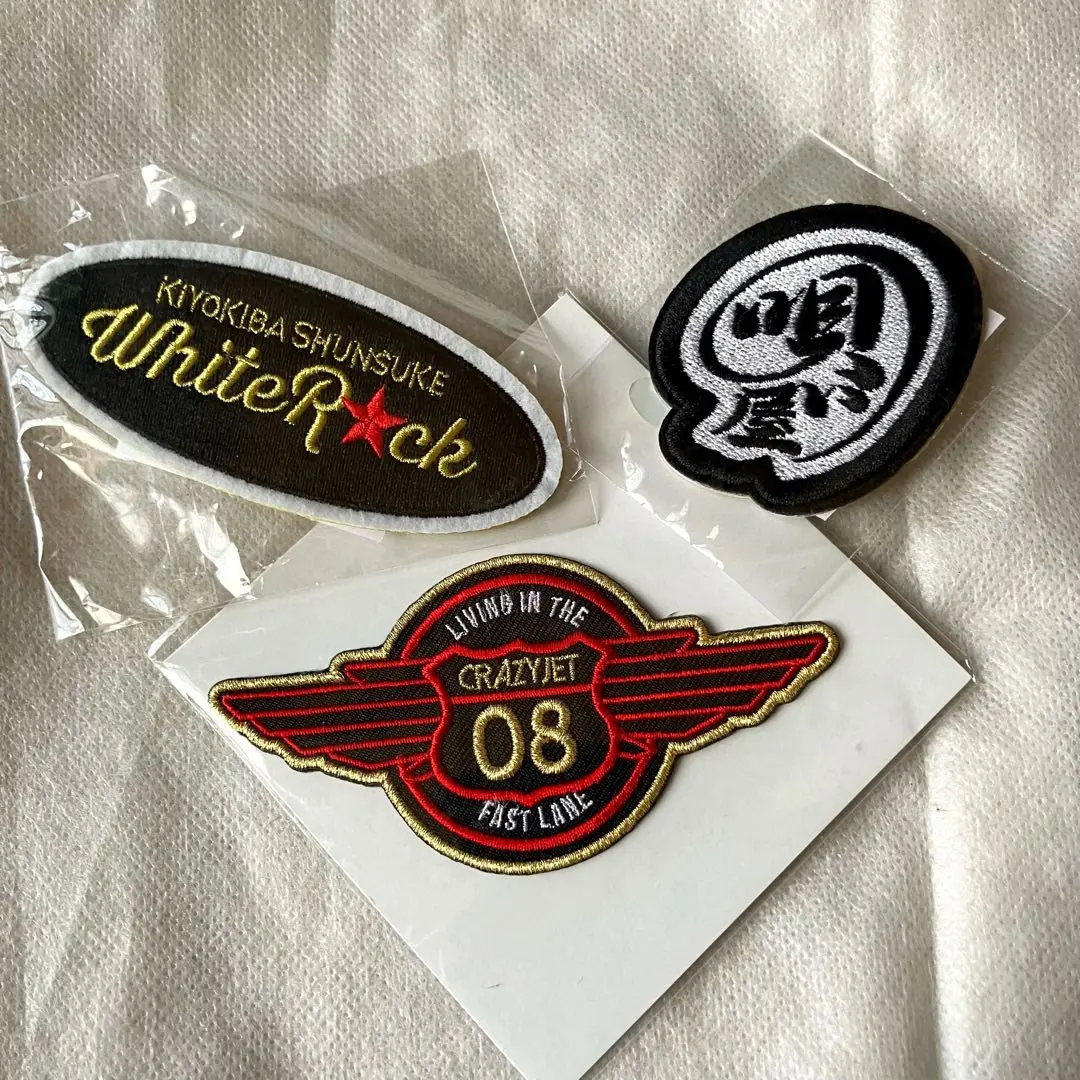 KIYOKIBA SHUNSUKE
WhiteR★ck
唄い屋
LIVING IN THE
CRAZYJET
08
FAST LANE